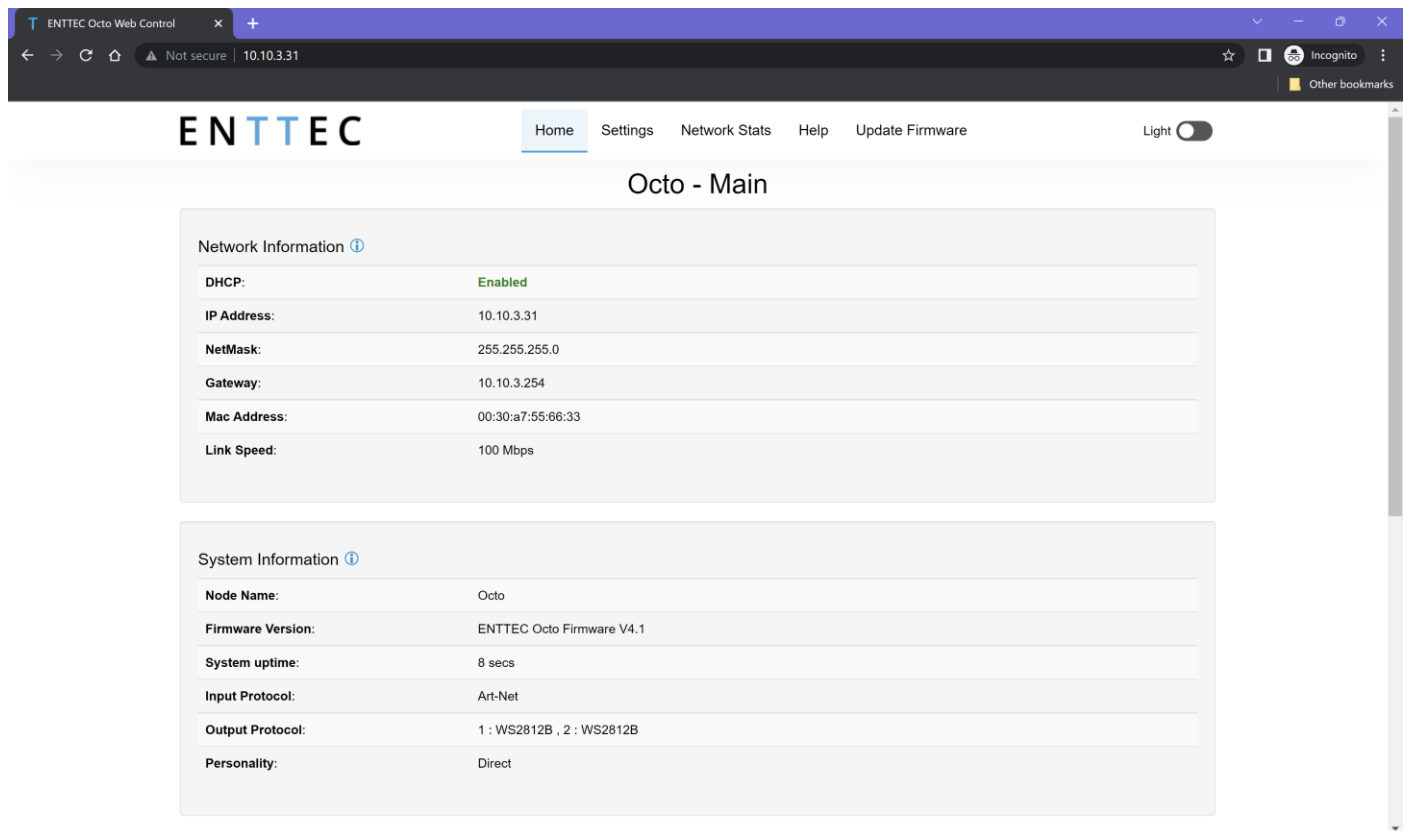 ENTTEC Octo Web Control
Not secure 10.10.3.31 Incognito
Other bookmarks
ENTTEC Home Settings Network Stats Help Update Firmware Light
Octo - Main
Network Information
DHCP: Enabled
IP Address: 10.10.3.31
NetMask: 255.255.255.0
Gateway: 10.10.3.254
Mac Address: 00:30:a7:55:66:33
Link Speed: 100 Mbps
System Information
Node Name: Octo
Firmware Version: ENTTEC Octo Firmware V4.1
System uptime: 8 secs
Input Protocol: Art-Net
Output Protocol: 1 : WS2812B , 2 : WS2812B
Personality: Direct